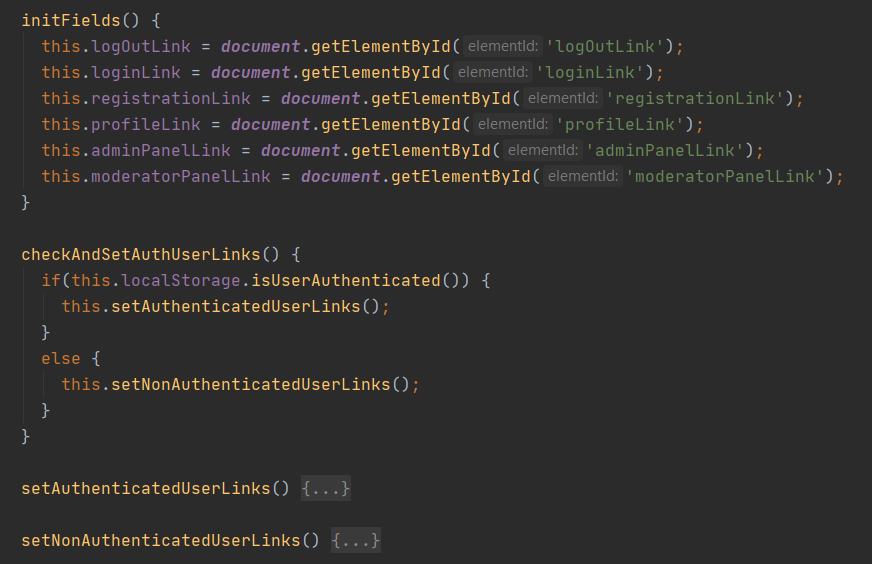 initFields() {
this.logOutLink = document.getElementById( elementId: 'logOutLink');
this.loginLink = document.getElementById( elementId: 'loginLink');
this.registrationLink = document.getElementById( elementId: 'registrationLink');
this.profileLink = document.getElementById( elementId: 'profileLink');
this.adminPanelLink = document.getElementById( elementId: 'adminPanelLink');
this.moderatorPanelLink = document.getElementById( elementId: 'moderatorPanelLink');
}
checkAndSetAuthUserLinks() {
if(this.localStorage.isUserAuthenticated()) {
this.setAuthenticatedUserLinks();
}
else {
this.setNonAuthenticatedUserLinks();
}
}
setAuthenticatedUserLinks() {...}
setNonAuthenticatedUserLinks() {...}